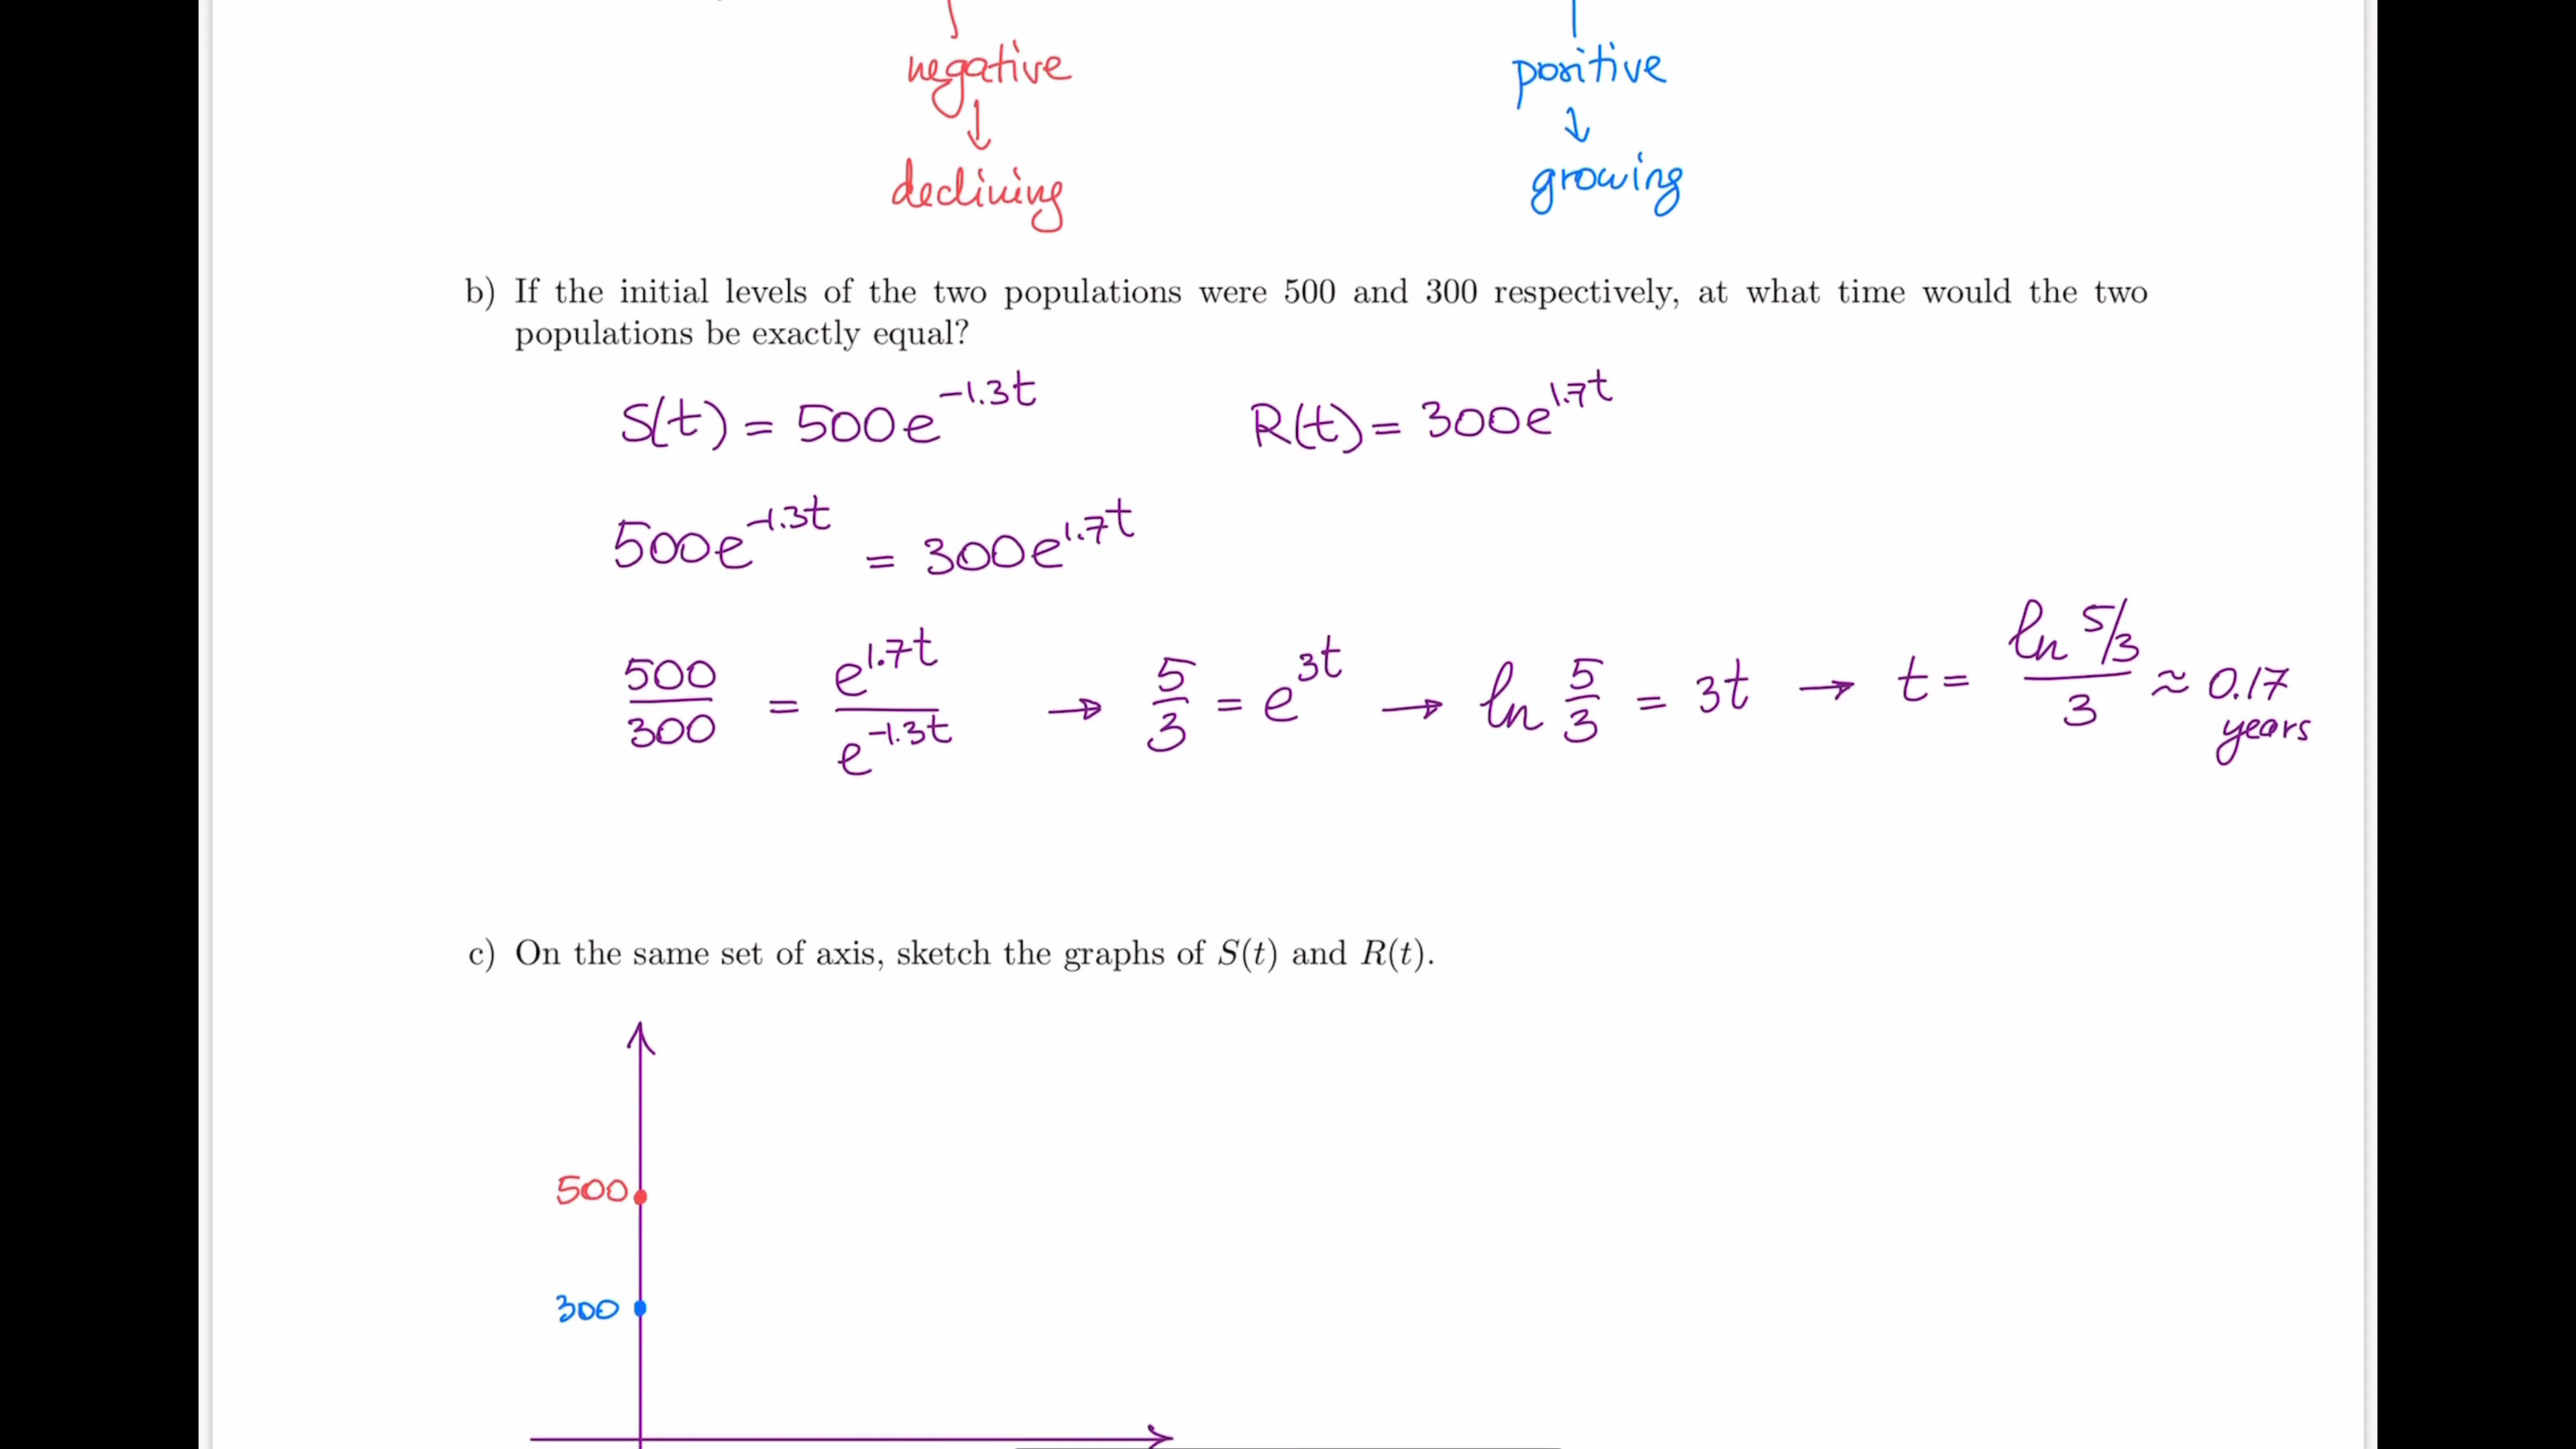 negative positive
↓ ↓
declining growing
b) If the initial levels of the two populations were 500 and 300 respectively, at what time would the two
populations be exactly equal?
S(t) = 500e^{-1.3t} R(t) = 300e^{1.7t}
500e^{-1.3t} = 300e^{1.7t}
500/300 = e^{1.7t}/e^{-1.3t} → 5/3 = e^{3t} → ln 5/3 = 3t → t = (ln 5/3)/3 ≈ 0.17
years
c) On the same set of axis, sketch the graphs of S(t) and R(t).
500
300